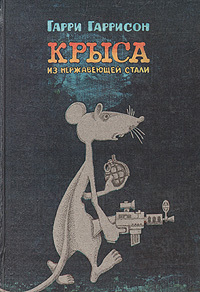 ГАРРИ ГАРРИСОН
КРЫСА
ИЗ НЕРЖАВЕЮЩЕЙ СТАЛИ